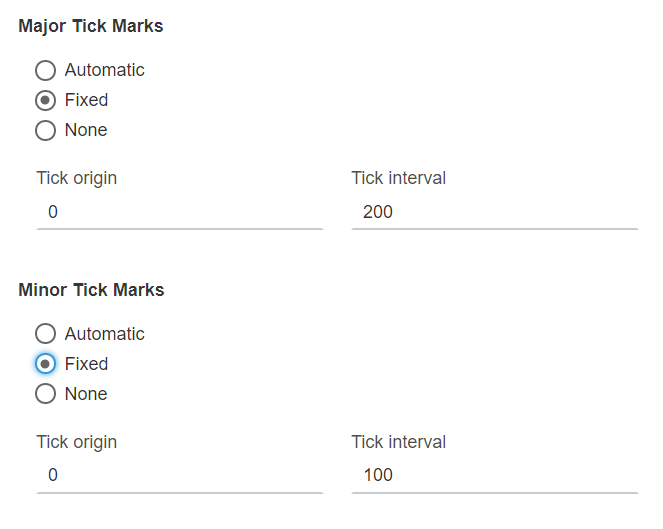 Major Tick Marks
Automatic
Fixed
None
Tick origin Tick interval
0 200
Minor Tick Marks
Automatic
Fixed
None
Tick origin Tick interval
0 100